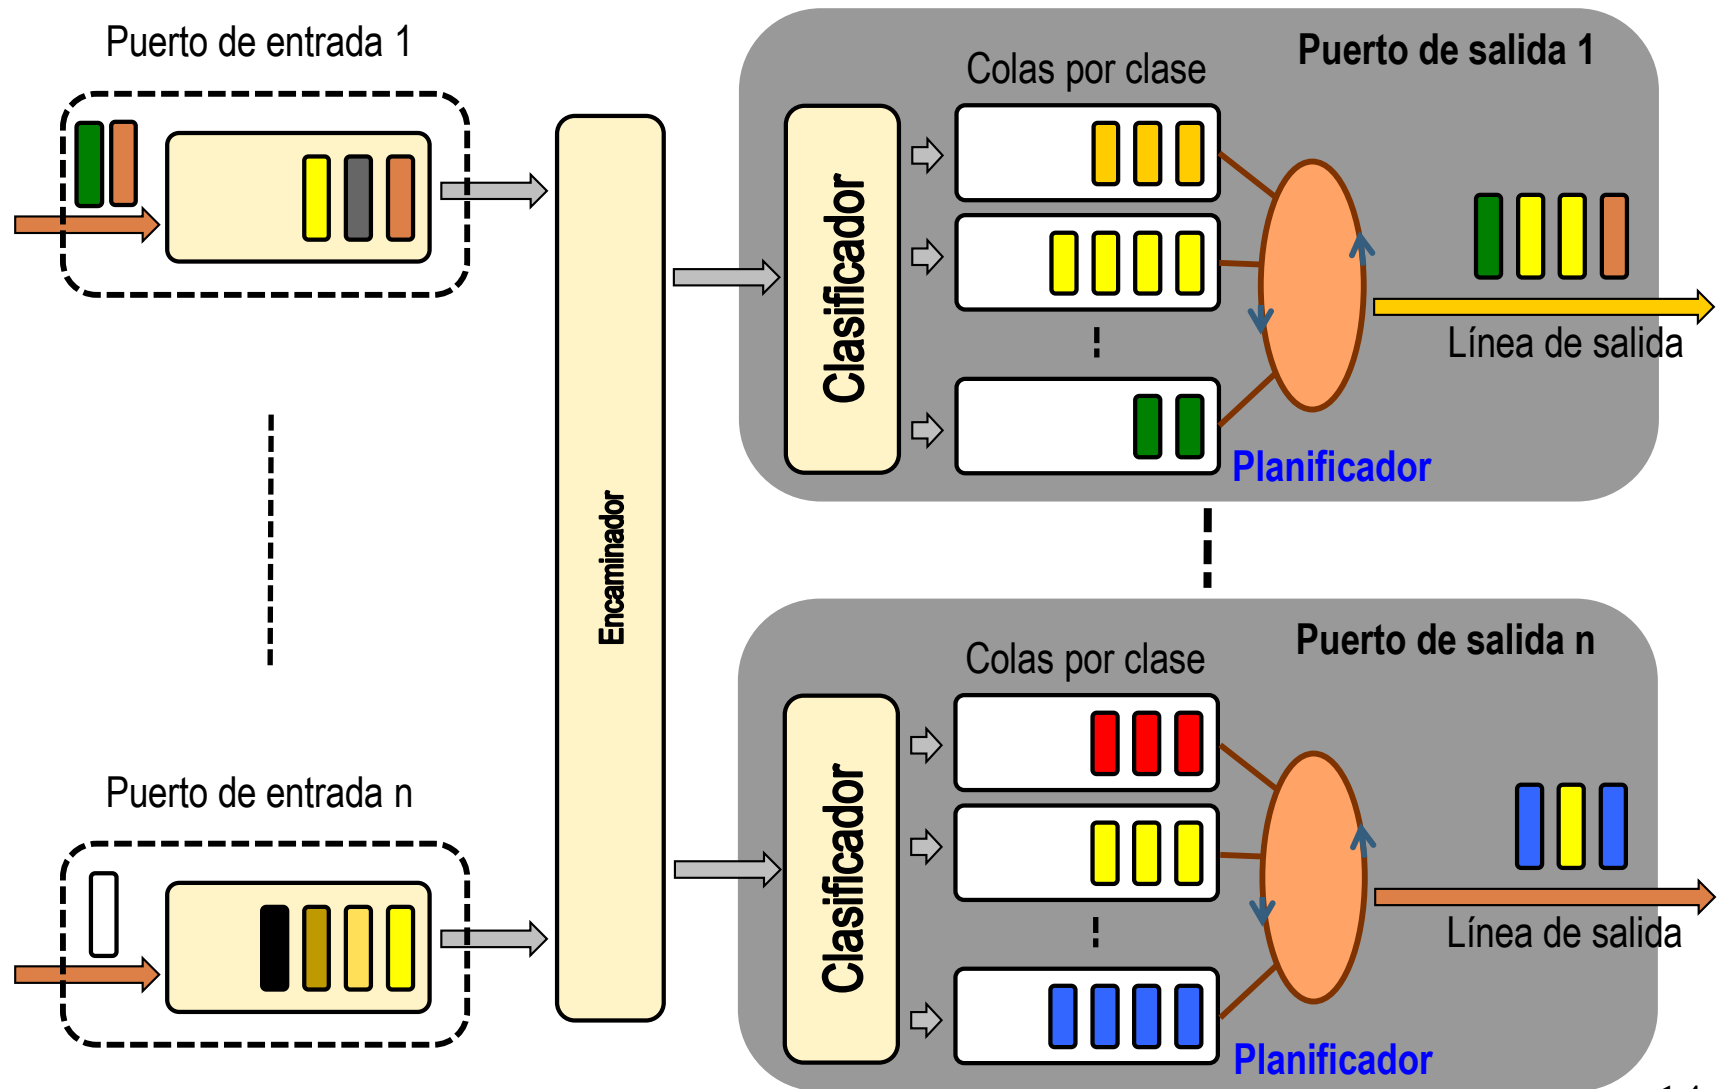 Puerto de entrada 1
Puerto de salida 1
Colas por clase
Clasificador
Línea de salida
Planificador
Encaminador
Puerto de entrada n
Puerto de salida n
Colas por clase
Clasificador
Línea de salida
Planificador